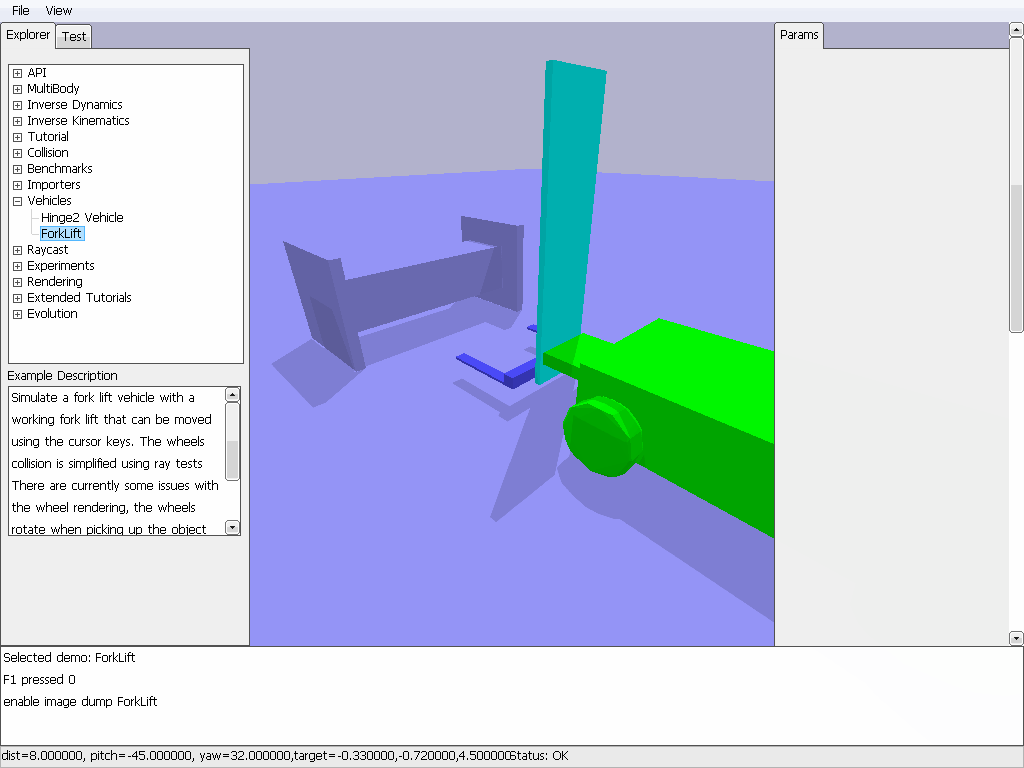 File View
Explorer Test Params
API
MultiBody
Inverse Dynamics
Inverse Kinematics
Tutorial
Collision
Benchmarks
Importers
Vehicles
Hinge2 Vehicle
ForkLift
Raycast
Experiments
Rendering
Extended Tutorials
Evolution
Example Description
Simulate a fork lift vehicle with a
working fork lift that can be moved
using the cursor keys. The wheels
collision is simplified using ray tests
There are currently some issues with
the wheel rendering, the wheels
rotate when picking up the object
Selected demo: ForkLift
F1 pressed 0
enable image dump ForkLift
dist=8.000000, pitch=-45.000000, yaw=32.000000,target=-0.330000,-0.720000,4.500000Status: OK